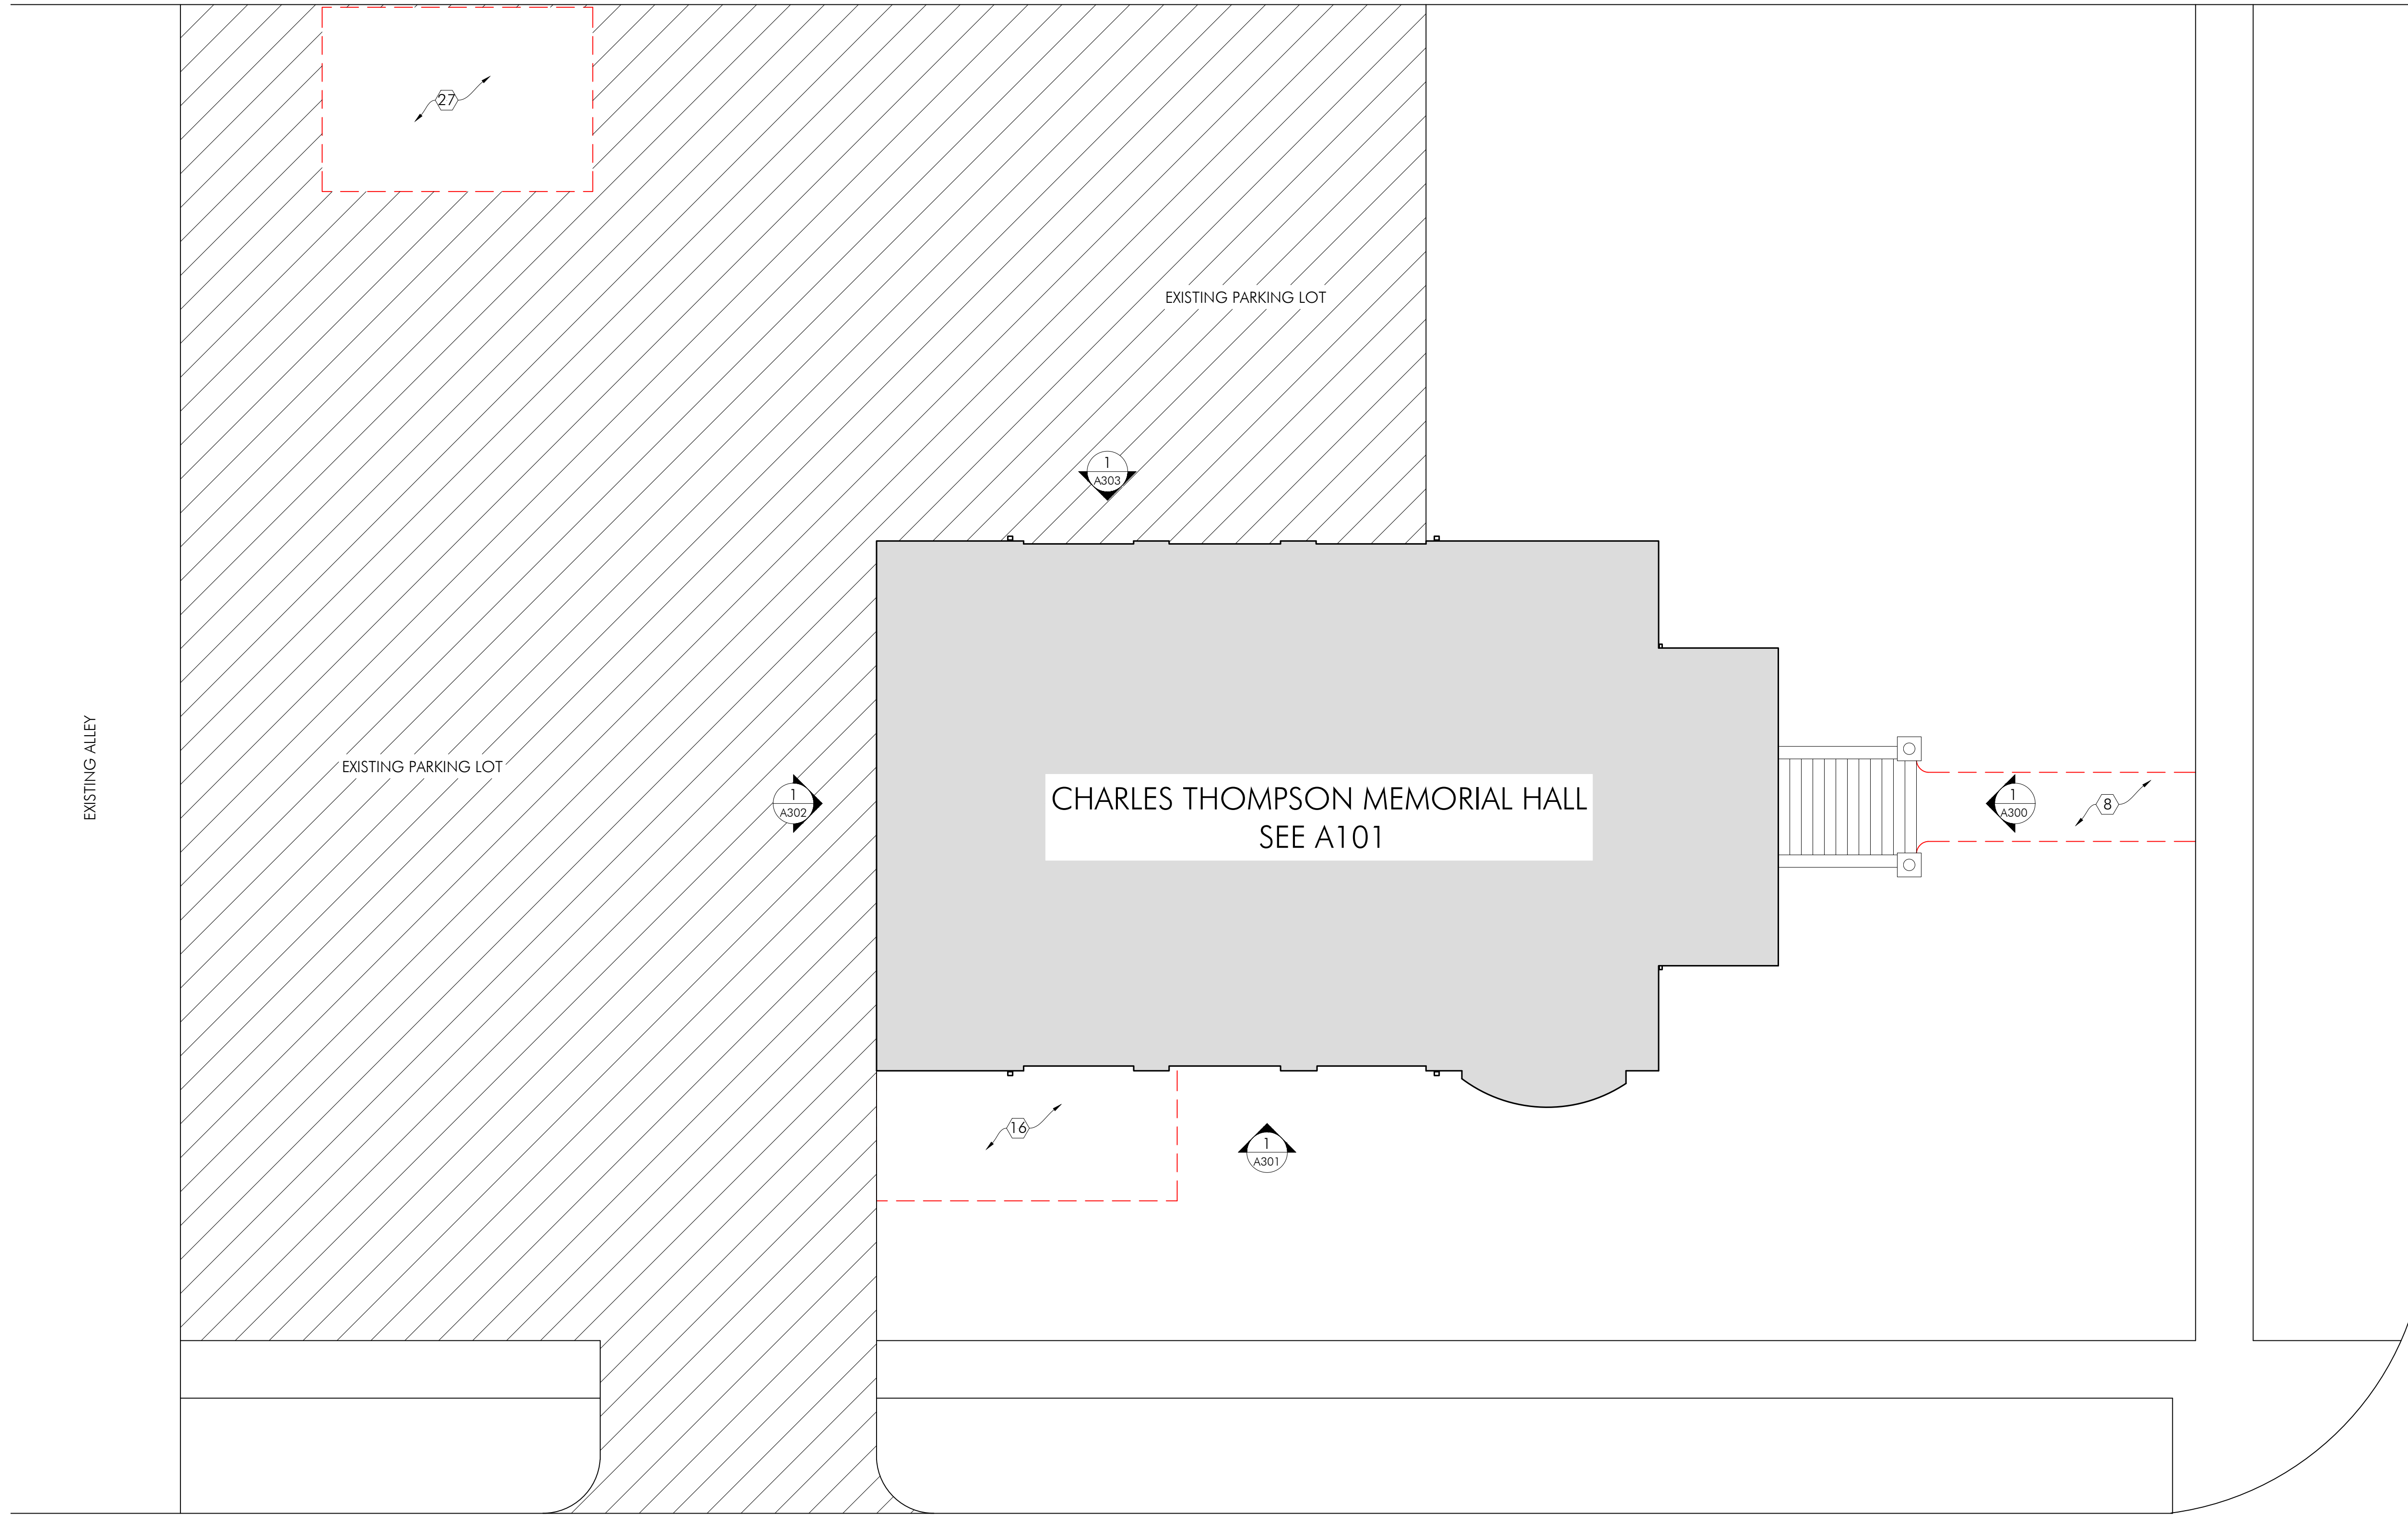 27
EXISTING PARKING LOT
1
A303
EXISTING ALLEY
EXISTING PARKING LOT
1
A302
CHARLES THOMPSON MEMORIAL HALL
SEE A101
1
A300
8
16
1
A301